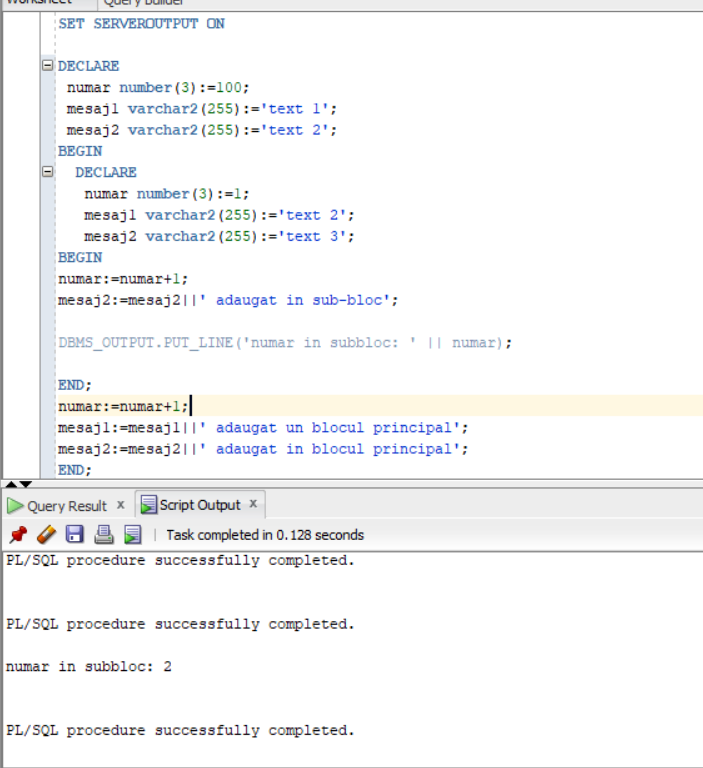 Worksheet Query Builder
SET SERVEROUTPUT ON
DECLARE
numar number(3):=100;
mesaj1 varchar2(255):='text 1';
mesaj2 varchar2(255):='text 2';
BEGIN
DECLARE
numar number(3):=1;
mesaj1 varchar2(255):='text 2';
mesaj2 varchar2(255):='text 3';
BEGIN
numar:=numar+1;
mesaj2:=mesaj2||' adaugat in sub-bloc';
DBMS_OUTPUT.PUT_LINE('numar in subbloc: ' || numar);
END;
numar:=numar+1;
mesaj1:=mesaj1||' adaugat un blocul principal';
mesaj2:=mesaj2||' adaugat in blocul principal';
END;
Query Result x Script Output x
Task completed in 0.128 seconds
PL/SQL procedure successfully completed.
PL/SQL procedure successfully completed.
numar in subbloc: 2
PL/SQL procedure successfully completed.